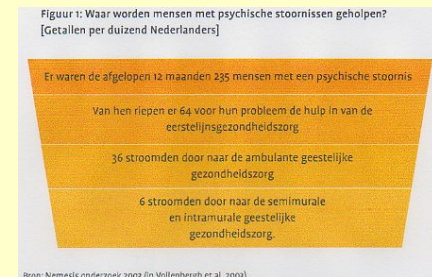 Figuur 1: Waar worden mensen met psychische stoornissen geholpen?
[Getallen per duizend Nederlanders]
Er waren de afgelopen 12 maanden 235 mensen met een psychische stoornis
Van hen riepen er 64 voor hun probleem de hulp in van de
eerstelijnsgezondheidszorg
36 stroomden door naar de ambulante geestelijke
gezondheidszorg
6 stroomden door naar de semimurale
en intramurale geestelijke
gezondheidszorg.
Bron: Nemesis onderzoek 2003 (in Vollenbergh et al. 2003)